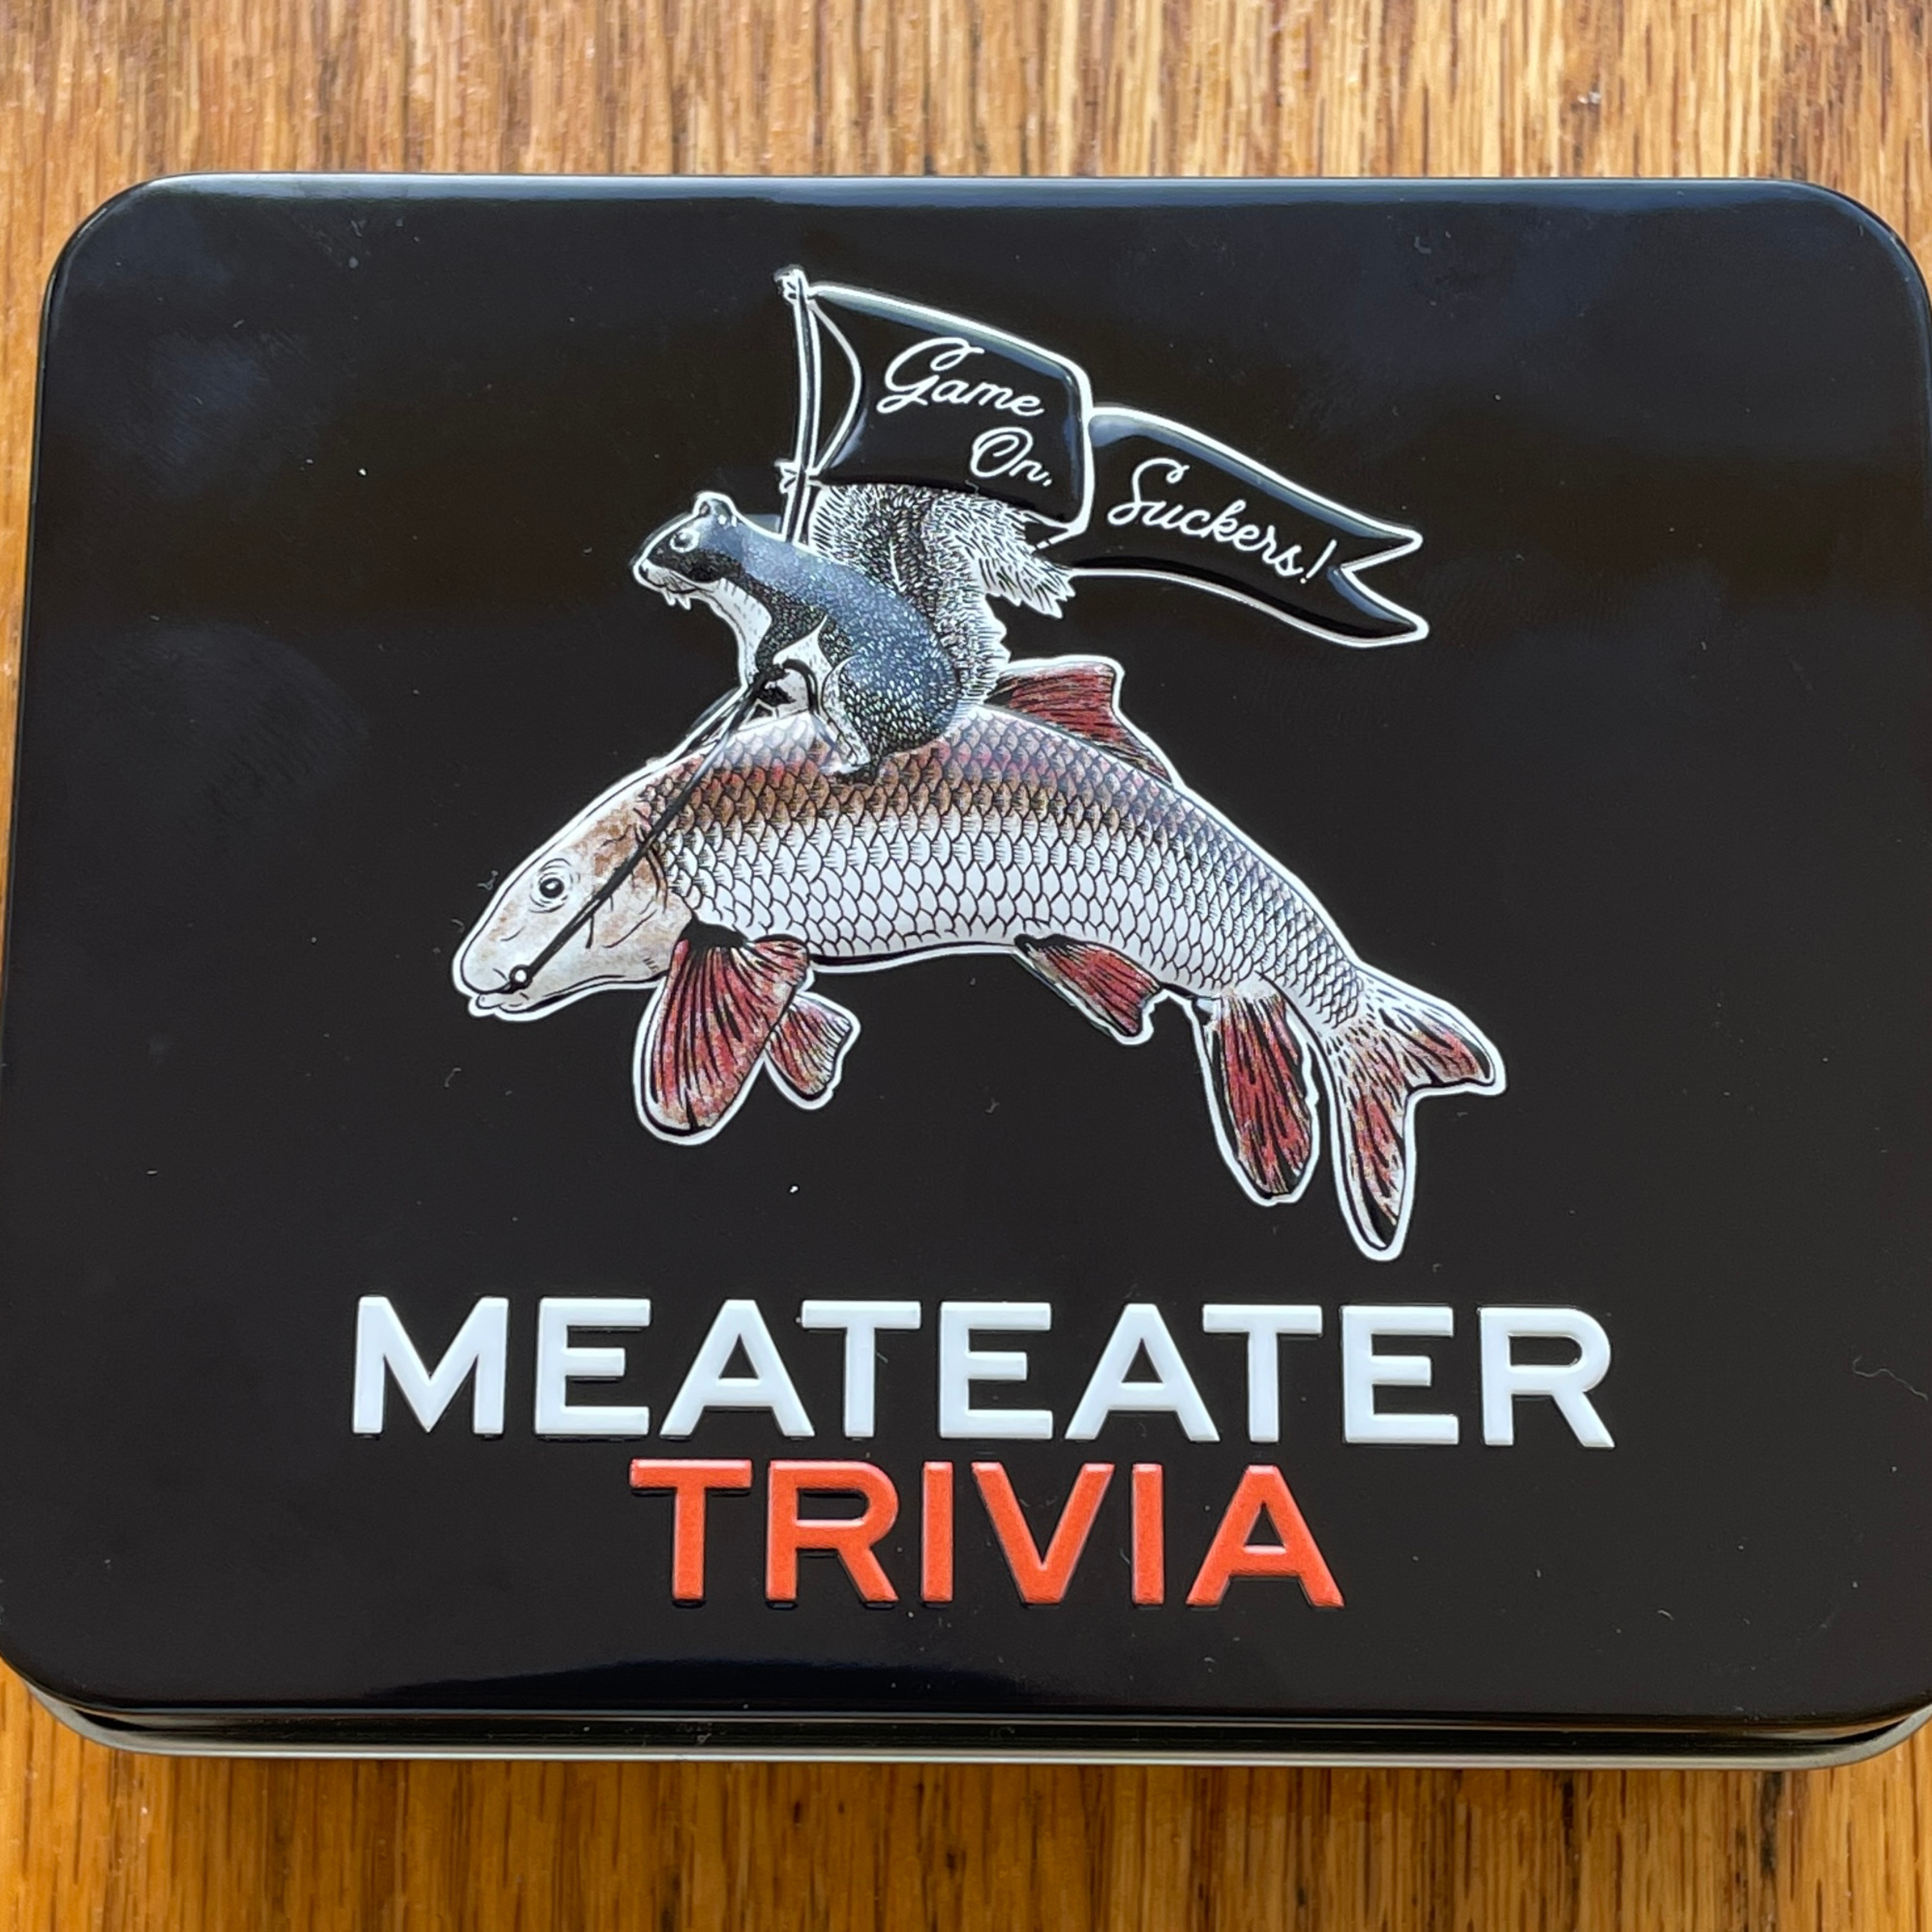 Game
On,
Suckers!
MEATEATER
TRIVIA